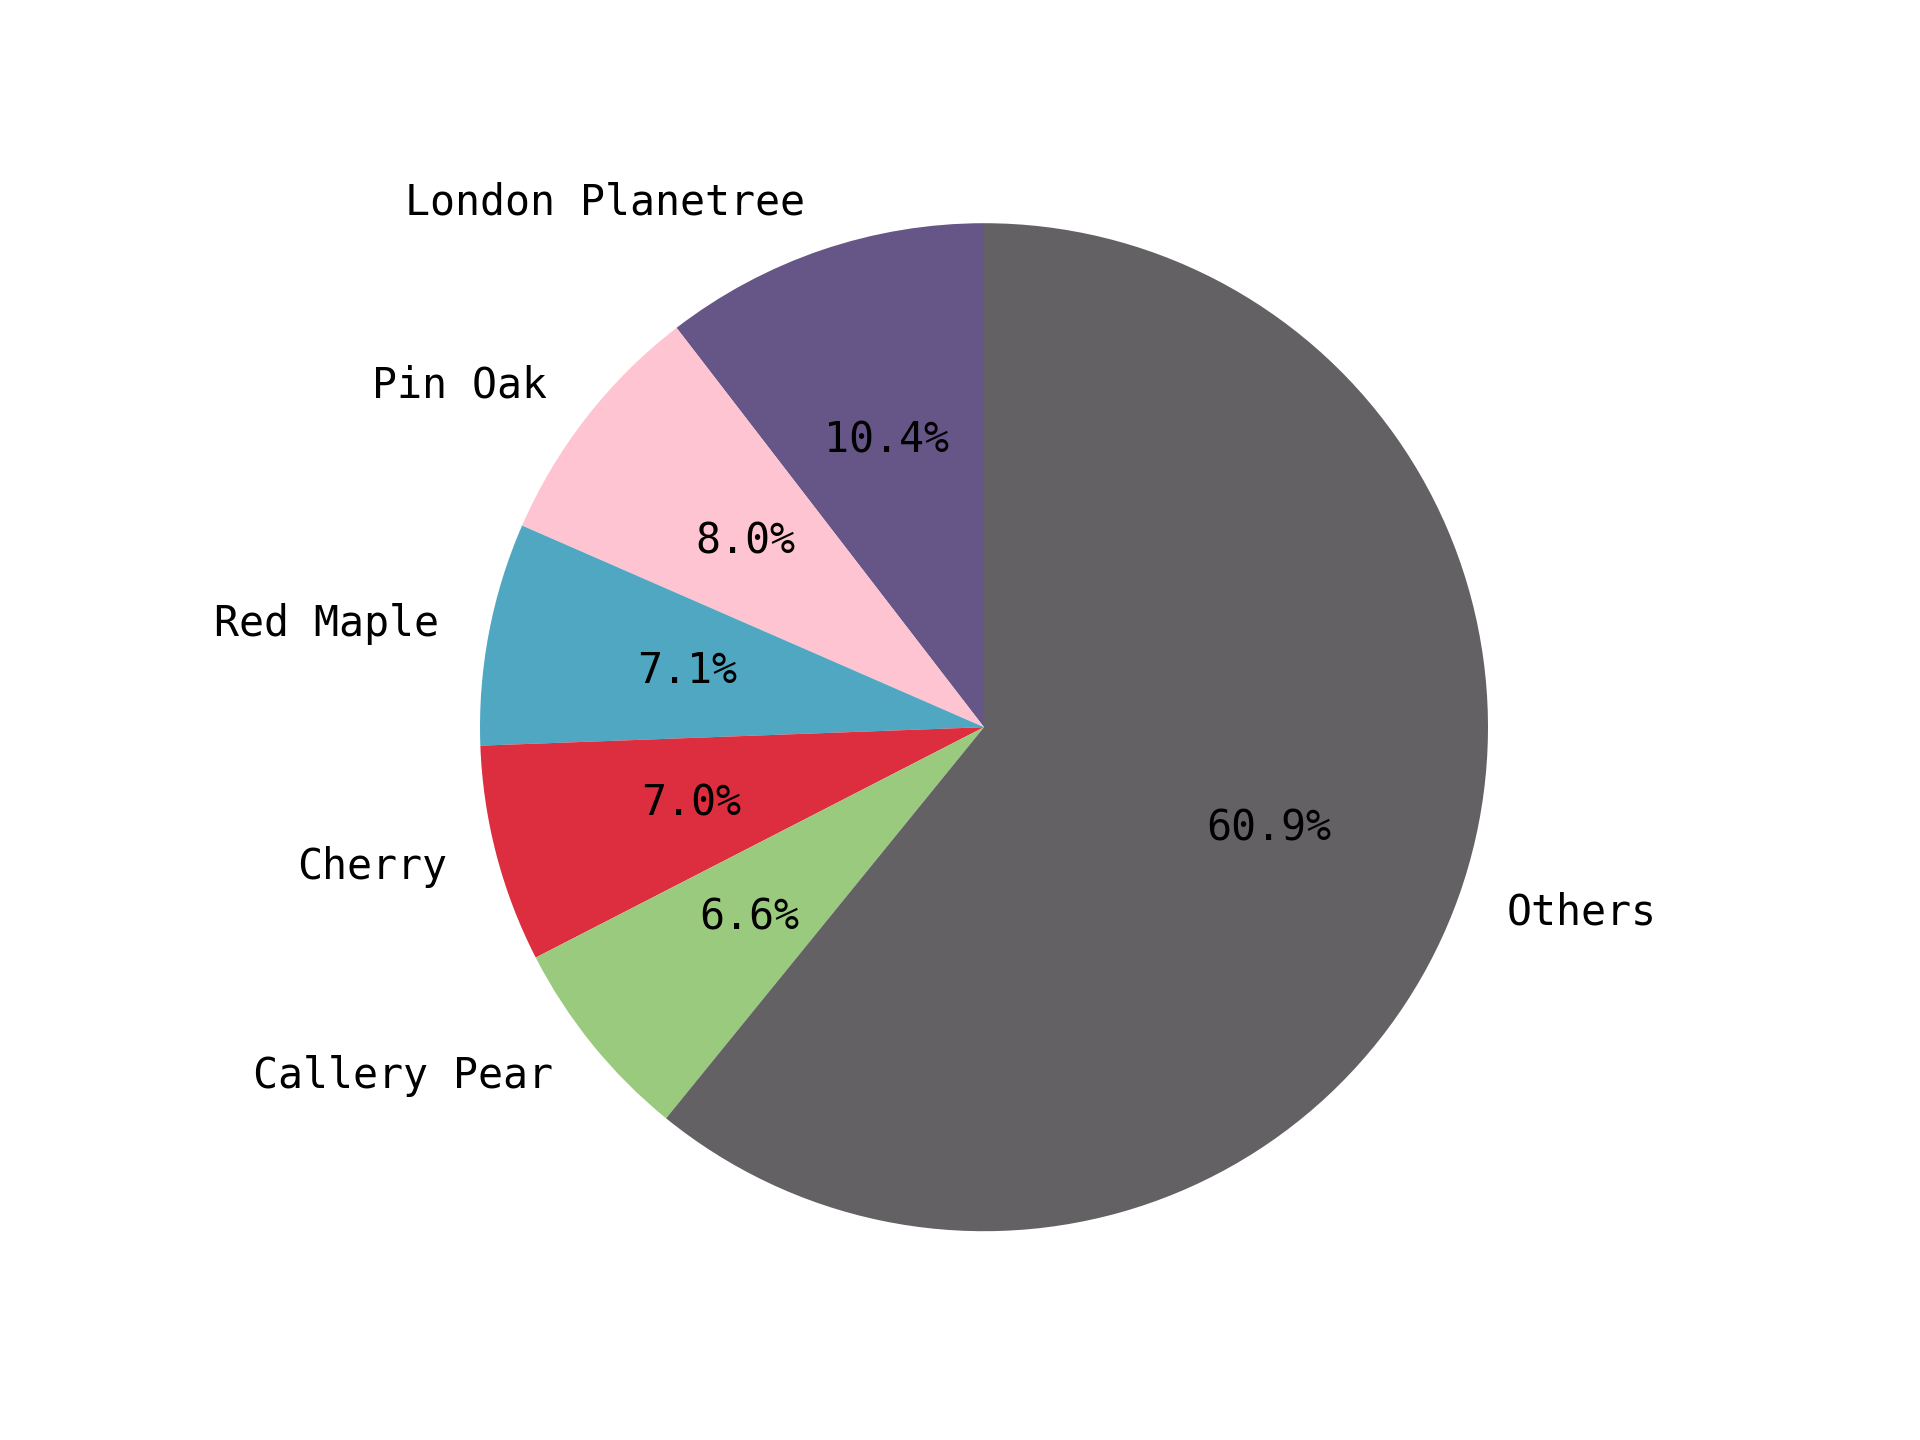 London Planetree
Pin Oak
10.4%
8.0%
Red Maple
7.1%
7.0%
Cherry
60.9%
6.6%
Others
Callery Pear